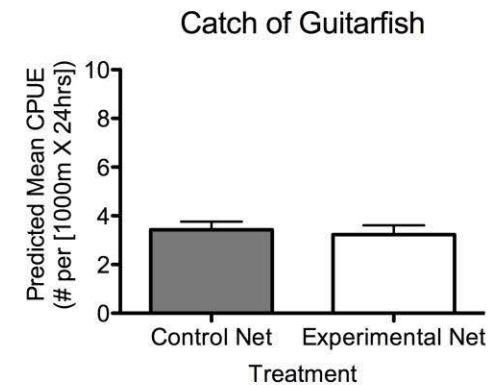 Catch of Guitarfish
Predicted Mean CPUE
(# per [1000m X 24hrs])
10
8
6
4
2
0
Control Net
Experimental Net
Treatment